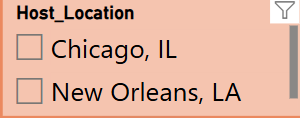 Host_Location
Chicago, IL
New Orleans, LA